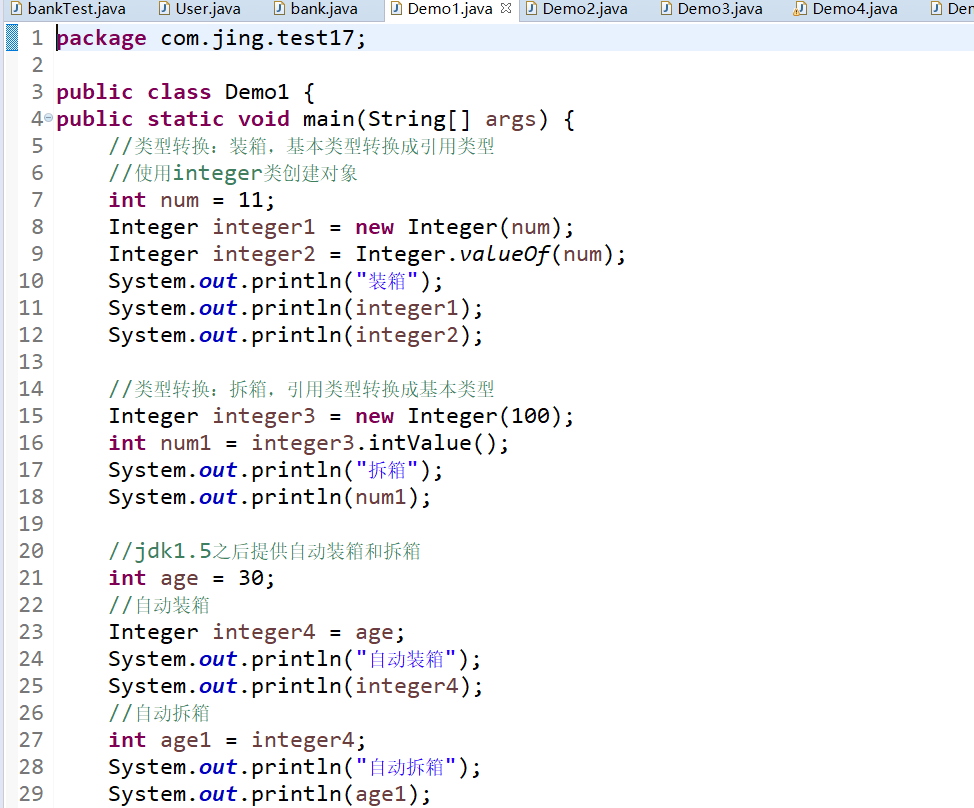 bankTest.java User.java bank.java Demo1.java Demo2.java Demo3.java Demo4.java
1 package com.jing.test17;
2
3 public class Demo1 {
4 public static void main(String[] args) {
5 //类型转换：装箱，基本类型转换成引用类型
6 //使用integer类创建对象
7 int num = 11;
8 Integer integer1 = new Integer(num);
9 Integer integer2 = Integer.valueOf(num);
10 System.out.println("装箱");
11 System.out.println(integer1);
12 System.out.println(integer2);
13
14 //类型转换：拆箱，引用类型转换成基本类型
15 Integer integer3 = new Integer(100);
16 int num1 = integer3.intValue();
17 System.out.println("拆箱");
18 System.out.println(num1);
19
20 //jdk1.5之后提供自动装箱和拆箱
21 int age = 30;
22 //自动装箱
23 Integer integer4 = age;
24 System.out.println("自动装箱");
25 System.out.println(integer4);
26 //自动拆箱
27 int age1 = integer4;
28 System.out.println("自动拆箱");
29 System.out.println(age1);